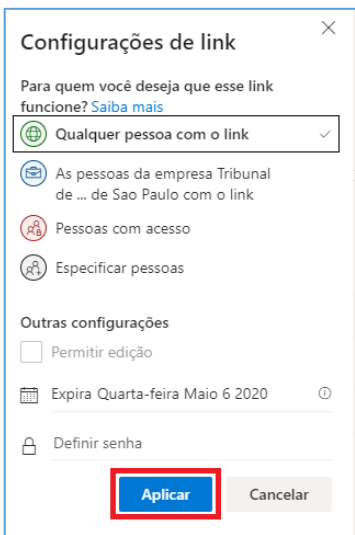 Configurações de link
Para quem você deseja que esse link
funcione? Saiba mais
Qualquer pessoa com o link
As pessoas da empresa Tribunal
de ... de Sao Paulo com o link
Pessoas com acesso
Especificar pessoas
Outras configurações
Permitir edição
Expira Quarta-feira Maio 6 2020
Definir senha
Aplicar Cancelar